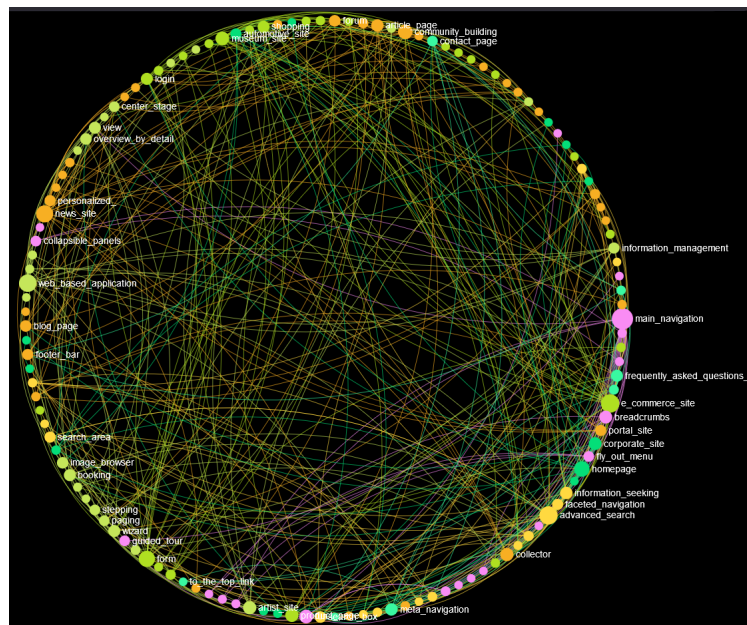 shopping
forum
article_page
automotive_site
community_building
museum_site
contact_page
login
center_stage
view
overview_by_detail
personalized_
news_site
collapsible_panels
information_management
web_based_application
main_navigation
blog_page
footer_bar
frequently_asked_questions_
e_commerce_site
breadcrumbs
portal_site
search_area
corporate_site
fly_out_menu
image_browser
homepage
booking
information_seeking
stepping
faceted_navigation
paging
advanced_search
wizard
guided_tour
collector
form
to_the_top_link
artist_site
meta_navigation